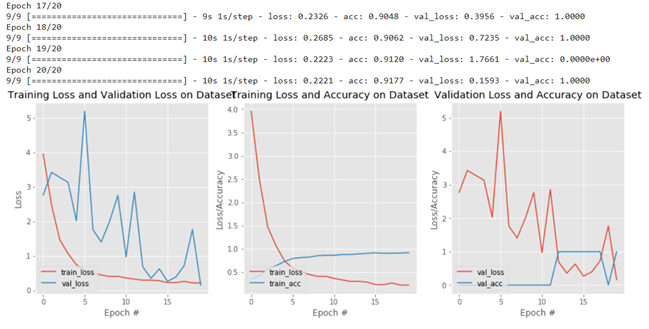 Epoch 17/20
9/9 [==============================] - 9s 1s/step - loss: 0.2326 - acc: 0.9048 - val_loss: 0.3956 - val_acc: 1.0000
Epoch 18/20
9/9 [==============================] - 10s 1s/step - loss: 0.2685 - acc: 0.9062 - val_loss: 0.7235 - val_acc: 1.0000
Epoch 19/20
9/9 [==============================] - 10s 1s/step - loss: 0.2223 - acc: 0.9120 - val_loss: 1.7661 - val_acc: 0.0000e+00
Epoch 20/20
9/9 [==============================] - 10s 1s/step - loss: 0.2221 - acc: 0.9177 - val_loss: 0.1593 - val_acc: 1.0000
Training Loss and Validation Loss on Dataset
Loss
5
4
3
2
1
0
train_loss
val_loss
0 5 10 15
Epoch #
Training Loss and Accuracy on Dataset
Loss/Accuracy
4.0
3.5
3.0
2.5
2.0
1.5
1.0
0.5
train_loss
train_acc
0 5 10 15
Epoch #
Validation Loss and Accuracy on Dataset
Loss/Accuracy
5
4
3
2
1
0
val_loss
val_acc
0 5 10 15
Epoch #